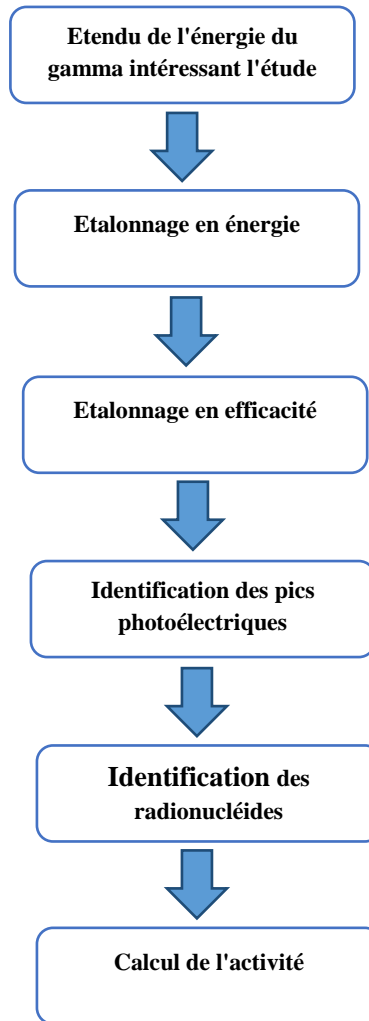 Etendu de l'énergie du
gamma intéressant l'étude
Etalonnage en énergie
Etalonnage en efficacité
Identification des pics
photoélectriques
Identification des
radionucléides
Calcul de l'activité